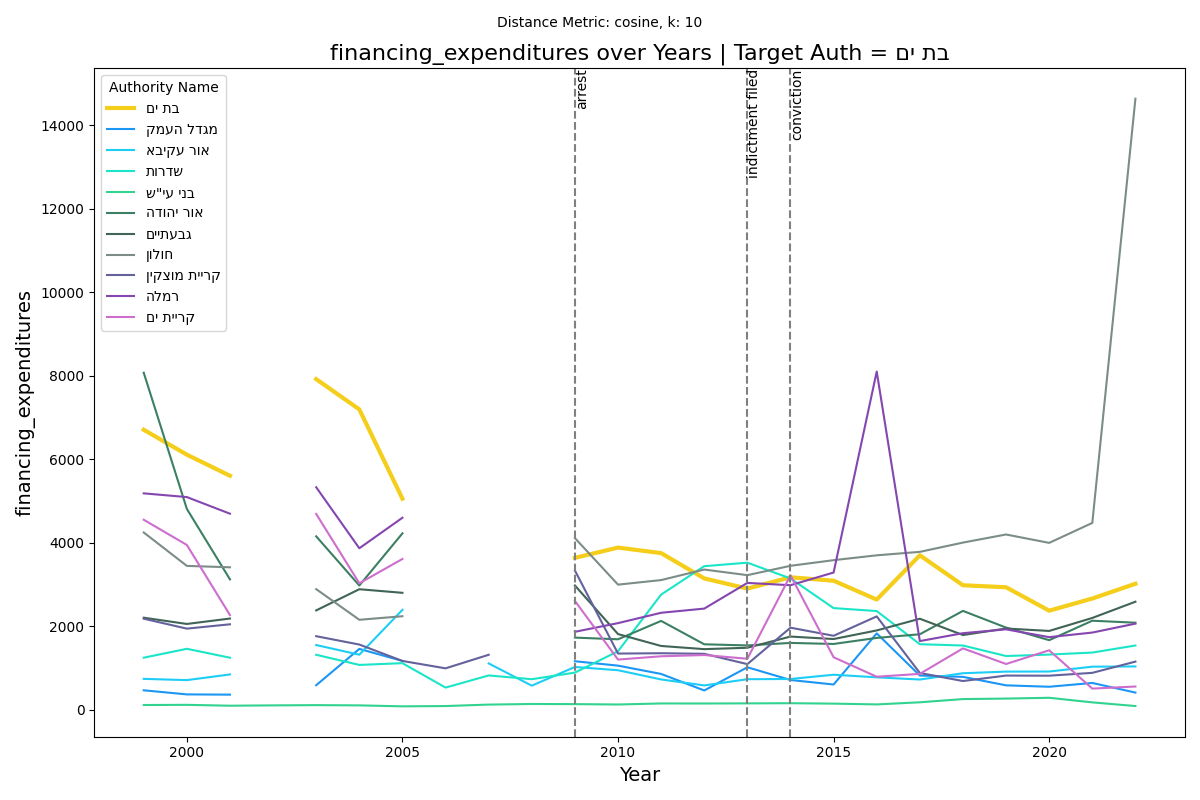 Distance Metric: cosine, k: 10
financing_expenditures over Years | Target Auth = בת ים
Authority Name
בת ים
מגדל העמק
אור עקיבא
שדרות
בני עי"ש
אור יהודה
גבעתיים
חולון
קריית מוצקין
רמלה
קריית ים
arrest
indictment filed
conviction
financing_expenditures
14000
12000
10000
8000
6000
4000
2000
0
2000
2005
2010
2015
2020
Year